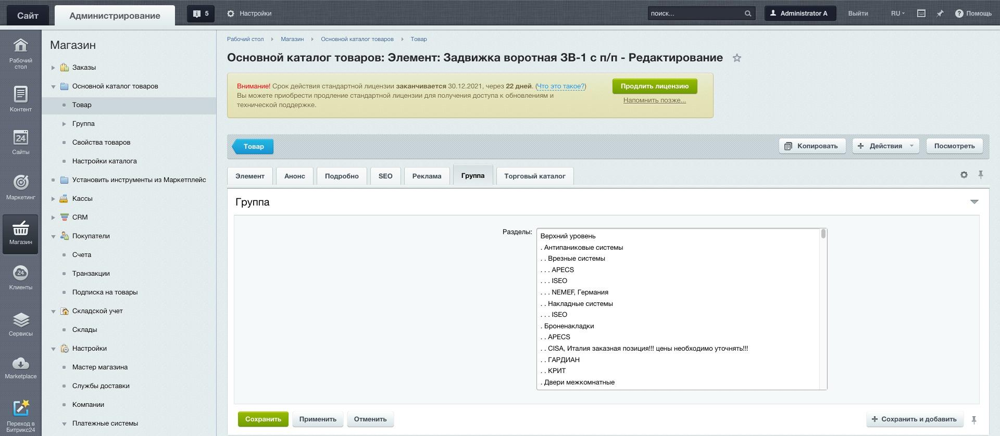 Сайт
Администрирование
5
Настройки
поиск...
Administrator A
Выйти
RU
Помощь
Рабочий стол
Контент
24
Сайты
Маркетинг
Магазин
24
Клиенты
Сервисы
Marketplace
Переход в Битрикс24
Магазин
Заказы
Основной каталог товаров
Товар
Группа
Свойства товаров
Настройки каталога
Установить инструменты из Маркетплейс
Кассы
CRM
Покупатели
Счета
Транзакции
Подписка на товары
Складской учет
Склады
Настройки
Мастер магазина
Службы доставки
Компании
Платежные системы
Рабочий стол
Магазин
Основной каталог товаров
Товар
Основной каталог товаров: Элемент: Задвижка воротная ЗВ-1 с п/п - Редактирование
Внимание! Срок действия стандартной лицензии заканчивается 30.12.2021, через 22 дней. (Что это такое?)
Вы можете приобрести продление стандартной лицензии для получения доступа к обновлениям и
технической поддержке.
Продлить лицензию
Напомнить позже...
Товар
Копировать
Действия
Посмотреть
Элемент
Анонс
Подробно
SEO
Реклама
Группа
Торговый каталог
Группа
Разделы:
Верхний уровень
. Антипаниковые системы
. . Врезные системы
. . . APECS
. . . ISEO
. . . NEMEF, Германия
. . Накладные системы
. . . ISEO
. Броненакладки
. . APECS
. . CISA, Италия заказная позиция!!! цены необходимо уточнять!!!
. . ГАРДИАН
. . КРИТ
. Двери межкомнатные
Сохранить
Применить
Отменить
Сохранить и добавить